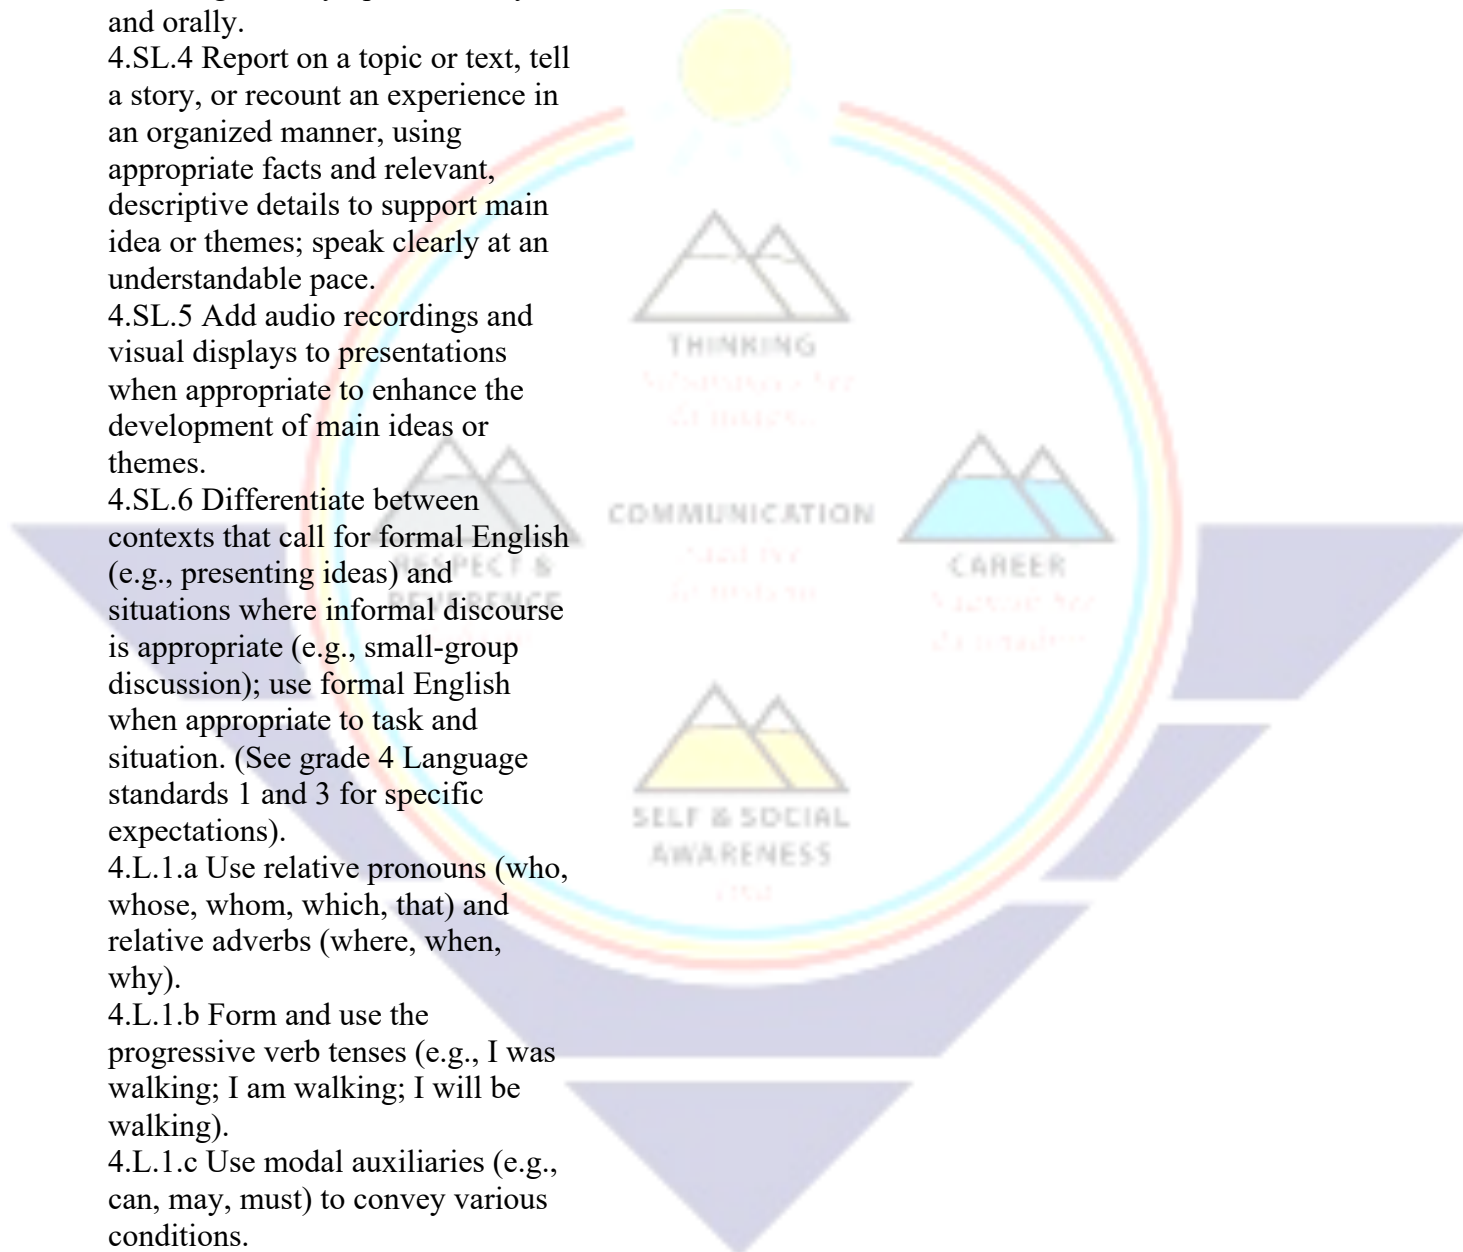 and orally.
4.SL.4 Report on a topic or text, tell
a story, or recount an experience in
an organized manner, using
appropriate facts and relevant,
descriptive details to support main
idea or themes; speak clearly at an
understandable pace.
4.SL.5 Add audio recordings and
visual displays to presentations
when appropriate to enhance the
development of main ideas or
themes.
4.SL.6 Differentiate between
contexts that call for formal English
(e.g., presenting ideas) and
situations where informal discourse
is appropriate (e.g., small-group
discussion); use formal English
when appropriate to task and
situation. (See grade 4 Language
standards 1 and 3 for specific
expectations).
4.L.1.a Use relative pronouns (who,
whose, whom, which, that) and
relative adverbs (where, when,
why).
4.L.1.b Form and use the
progressive verb tenses (e.g., I was
walking; I am walking; I will be
walking).
4.L.1.c Use modal auxiliaries (e.g.,
can, may, must) to convey various
conditions.
THINKING
COMMUNICATION
RESPECT &
REVERENCE
CAREER
SELF & SOCIAL
AWARENESS